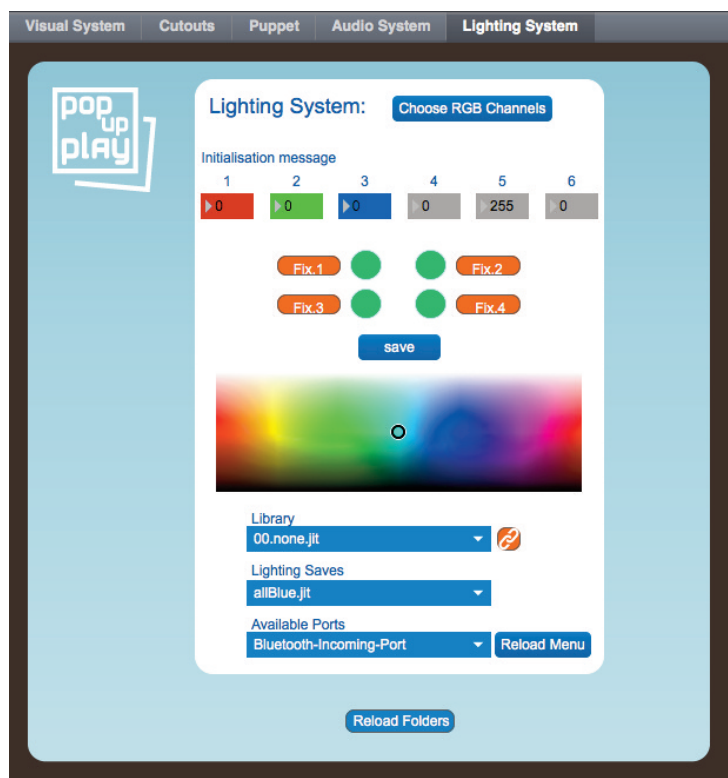 Visual System Cutouts Puppet Audio System Lighting System
pop
up
play
Lighting System: Choose RGB Channels
Initialisation message
1 2 3 4 5 6
0 0 0 0 255 0
Fix.1 Fix.2
Fix.3 Fix.4
save
Library
00.none.jit
Lighting Saves
allBlue.jit
Available Ports
Bluetooth-Incoming-Port Reload Menu
Reload Folders